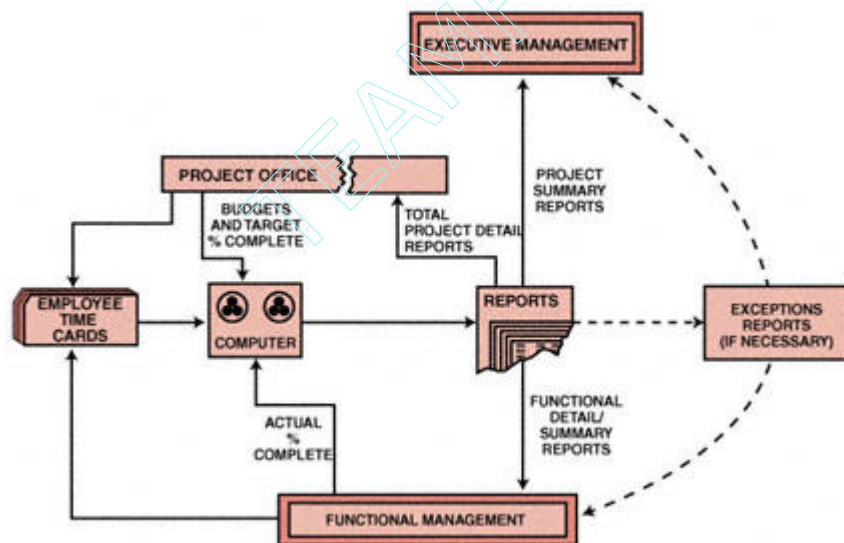 EXECUTIVE MANAGEMENT
PROJECT OFFICE
BUDGETS
AND TARGET
% COMPLETE
TOTAL
PROJECT DETAIL
REPORTS
PROJECT
SUMMARY
REPORTS
EMPLOYEE
TIME
CARDS
COMPUTER
REPORTS
EXCEPTIONS
REPORTS
(IF NECESSARY)
ACTUAL
%
COMPLETE
FUNCTIONAL
DETAIL/
SUMMARY
REPORTS
FUNCTIONAL MANAGEMENT